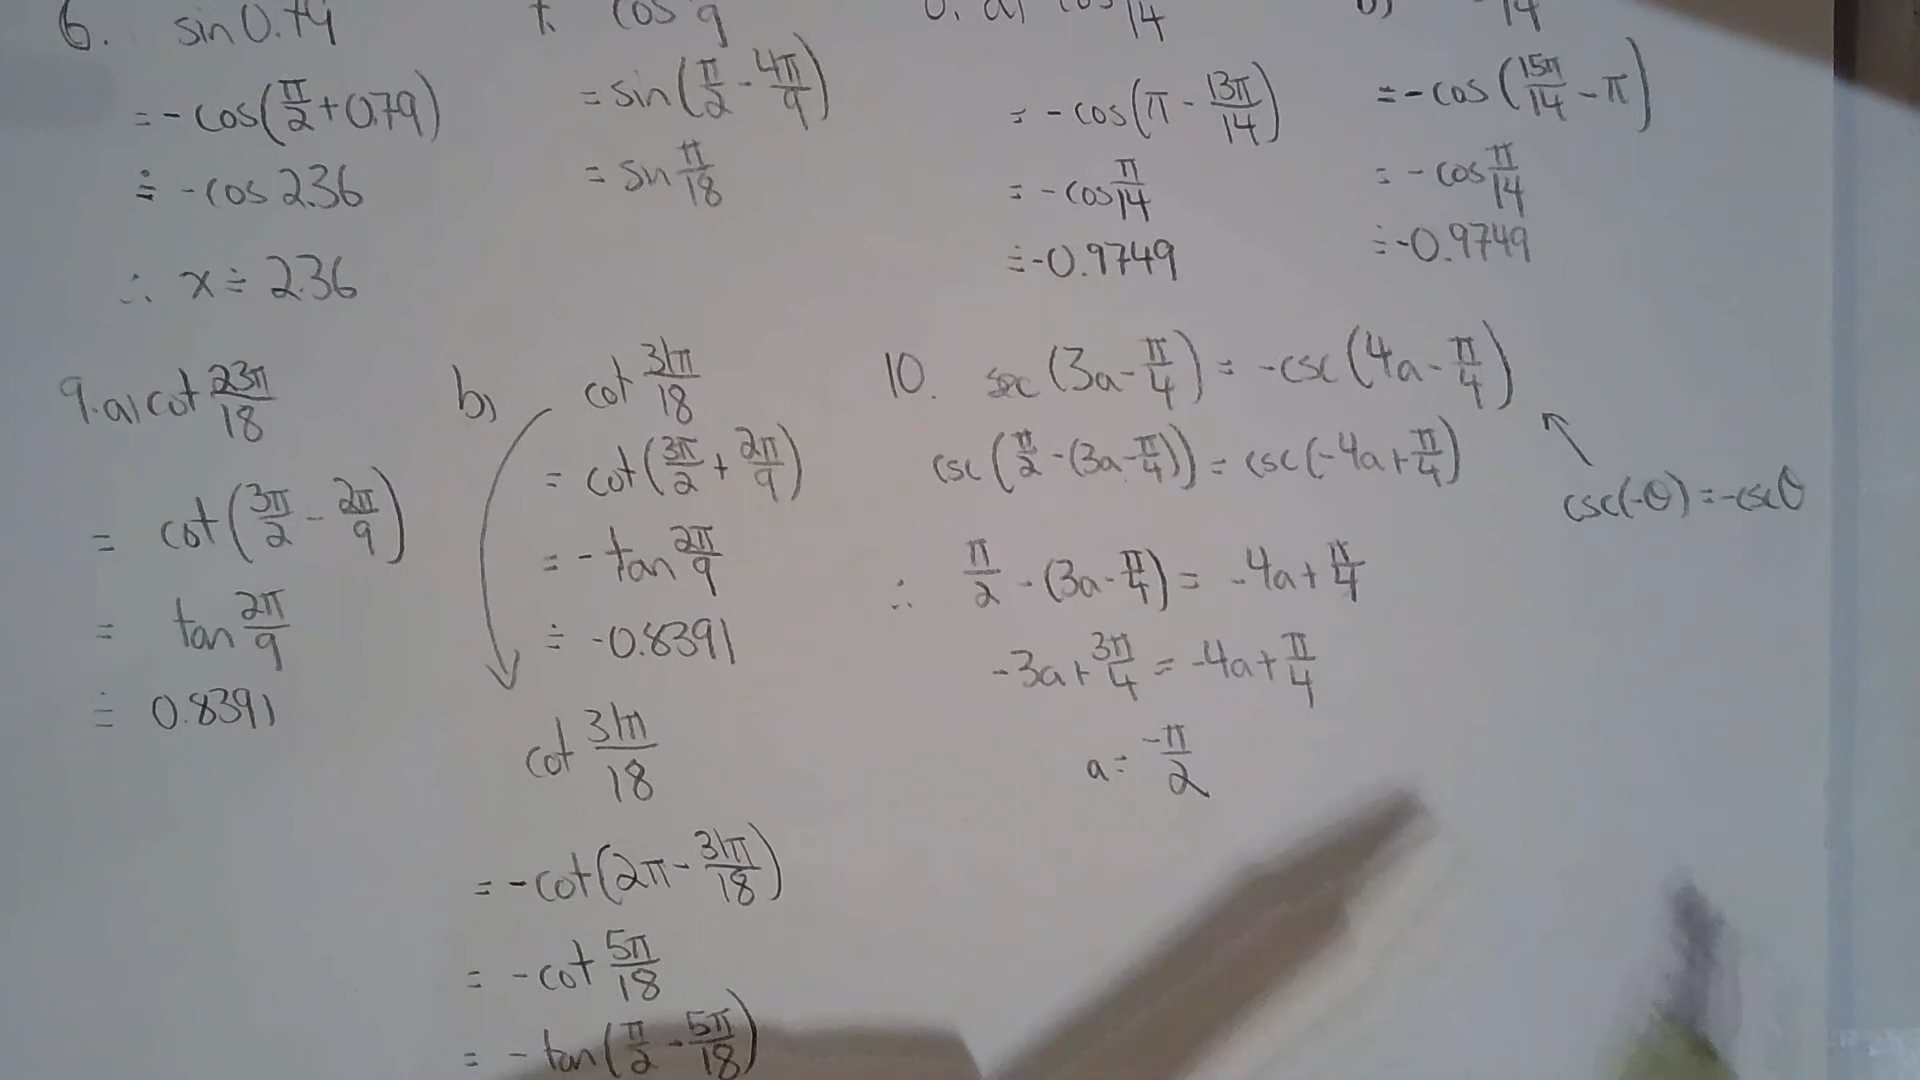 6. sin 0.79
= -cos(π/2 + 0.79)
≐ -cos 2.36
∴ x ≐ 2.36
7. cos 9
= sin(π/2 - 4π/9)
= sin π/18
a) cos 14
= -cos(π - 13π/14)
= -cos π/14
≐ -0.9749
b) 14
= -cos(15π/14 - π)
= -cos π/14
≐ -0.9749
9. a) cot 23π/18
= cot(3π/2 - 2π/9)
= tan 2π/9
≐ 0.8391
b) cot 31π/18
= cot(3π/2 + 2π/9)
= -tan 2π/9
≐ -0.8391
cot 31π/18
= -cot(2π - 31π/18)
= -cot 5π/18
= -tan(π/2 - 5π/18)
10. sec(3a - π/4) = -csc(4a - π/4)
csc(π/2 - (3a - π/4)) = csc(-4a + π/4)
csc(-θ) = -cscθ
∴ π/2 - (3a - π/4) = -4a + π/4
-3a + 3π/4 = -4a + π/4
a = -π/2